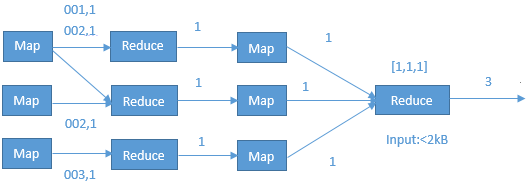 001,1
002,1
Map
Reduce
1
Map
1
[1,1,1]
Map
Reduce
1
Map
1
Reduce
3
002,1
Input:<2kB
Map
Reduce
1
Map
1
003,1